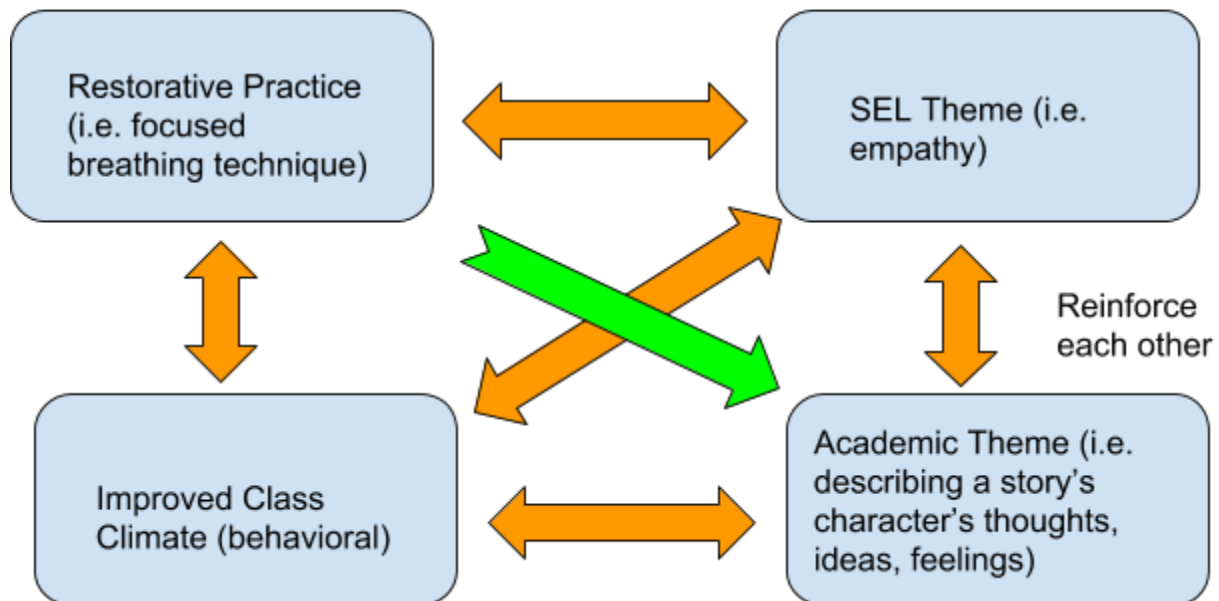 Restorative Practice
(i.e. focused
breathing technique)
SEL Theme (i.e.
empathy)
Reinforce
each other
Improved Class
Climate (behavioral)
Academic Theme (i.e.
describing a story's
character's thoughts,
ideas, feelings)